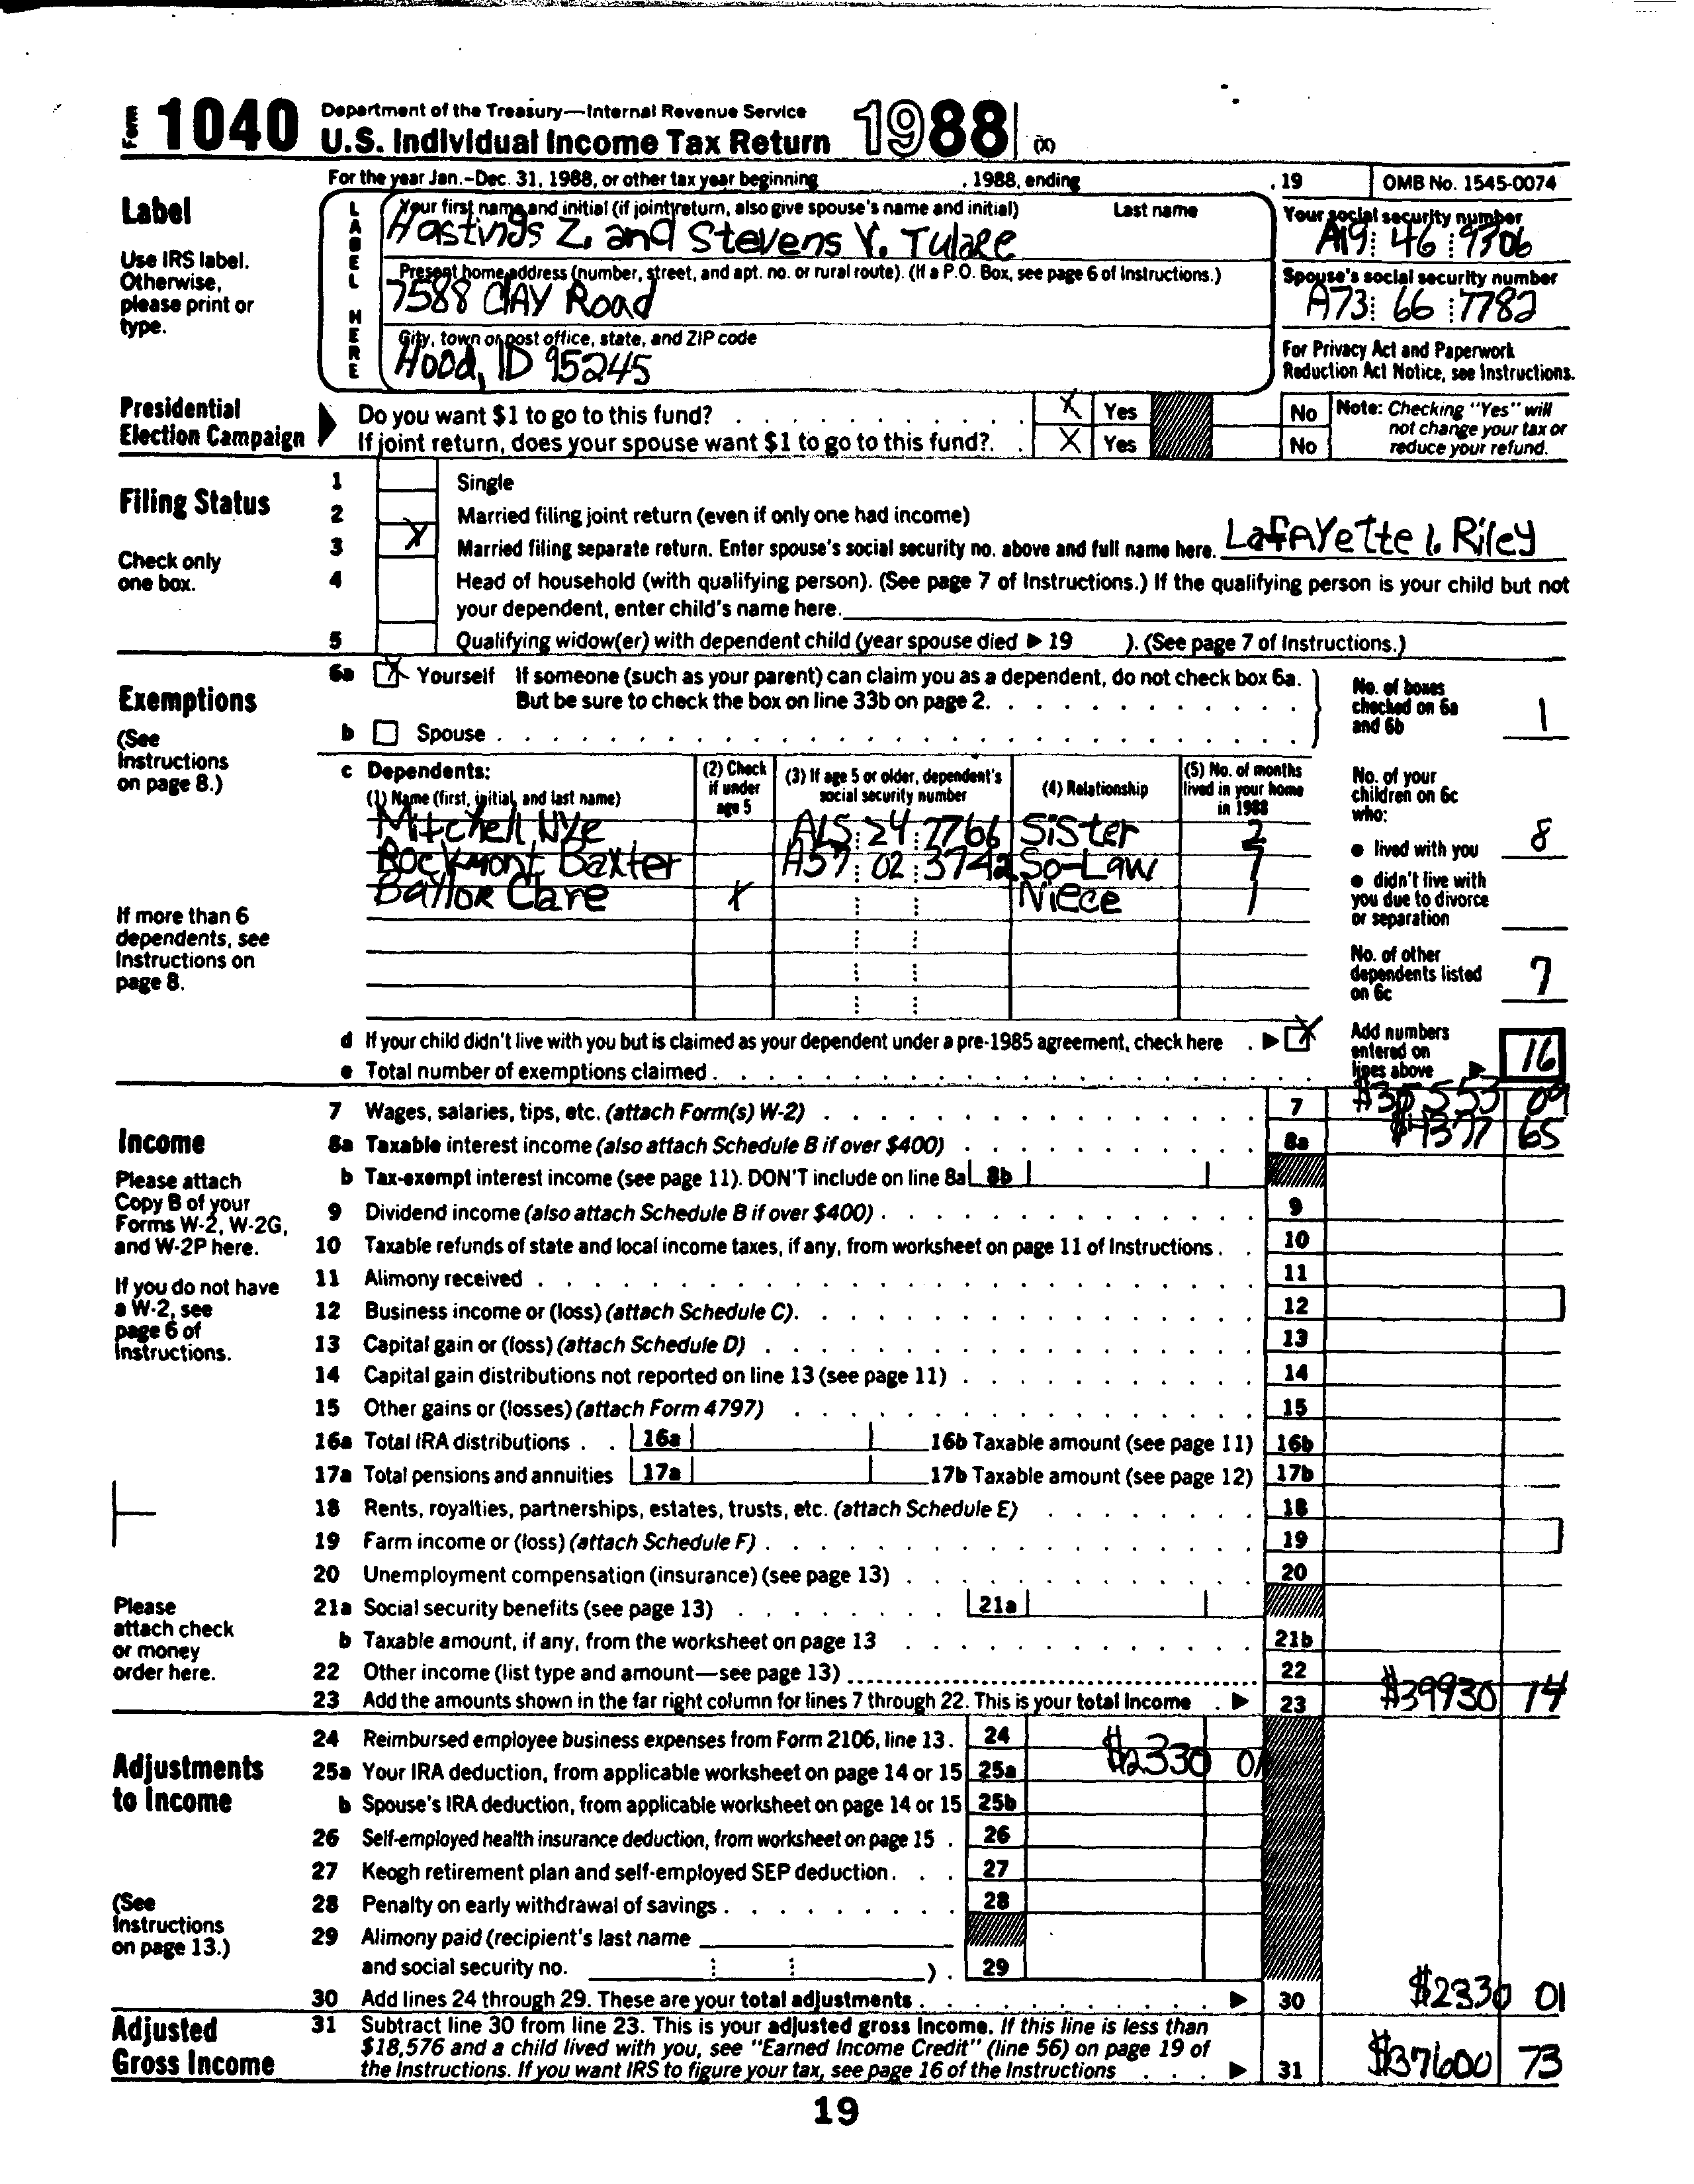 Form 1040 Department of the Treasury—Internal Revenue Service
U.S. Individual Income Tax Return 1988 (X)
For the year Jan.–Dec. 31, 1988, or other tax year beginning , 1988, ending , 19 OMB No. 1545-0074
Label
Use IRS label.
Otherwise,
please print or
type.
LABEL HERE
Your first name and initial (if joint return, also give spouse's name and initial) Last name
Hastings Z. and Stevens Y. Tulare
Your social security number
A19 46 9306
Present home address (number, street, and apt. no. or rural route). (If a P.O. Box, see page 6 of Instructions.)
7588 ClAY Road
Spouse's social security number
A73 66 7782
City, town or post office, state, and ZIP code
Hood, ID 95245
For Privacy Act and Paperwork
Reduction Act Notice, see Instructions.
Presidential
Election Campaign
Do you want $1 to go to this fund? X Yes No
If joint return, does your spouse want $1 to go to this fund? X Yes No
Note: Checking "Yes" will
not change your tax or
reduce your refund.
Filing Status
Check only
one box.
1 Single
2 Married filing joint return (even if only one had income)
3 X Married filing separate return. Enter spouse's social security no. above and full name here. LafAYette I. Riley
4 Head of household (with qualifying person). (See page 7 of Instructions.) If the qualifying person is your child but not
your dependent, enter child's name here.
5 Qualifying widow(er) with dependent child (year spouse died ▶ 19 ). (See page 7 of Instructions.)
Exemptions
(See
Instructions
on page 8.)
6a X Yourself If someone (such as your parent) can claim you as a dependent, do not check box 6a.
But be sure to check the box on line 33b on page 2.
b Spouse
No. of boxes
checked on 6a
and 6b 1
c Dependents:
(1) Name (first, initial, and last name)
(2) Check
if under
age 5
(3) If age 5 or older, dependent's
social security number
(4) Relationship
(5) No. of months
lived in your home
in 1988
Mitchell Nye 24 7766 Sister 2
Rockmont Baxter A57 02 3742 So-Law 7
Baylor Clare X Niece 1
No. of your
children on 6c
who:
● lived with you 8
● didn't live with
you due to divorce
or separation
No. of other
dependents listed
on 6c 7
If more than 6
dependents, see
Instructions on
page 8.
d If your child didn't live with you but is claimed as your dependent under a pre-1985 agreement, check here ▶ X
e Total number of exemptions claimed
Add numbers
entered on
lines above ▶ 16
Income
Please attach
Copy B of your
Forms W-2, W-2G,
and W-2P here.
If you do not have
a W-2, see
page 6 of
Instructions.
Please
attach check
or money
order here.
7 Wages, salaries, tips, etc. (attach Form(s) W-2) 7 $35553 09
8a Taxable interest income (also attach Schedule B if over $400) 8a $4377 65
b Tax-exempt interest income (see page 11). DON'T include on line 8a 8b
9 Dividend income (also attach Schedule B if over $400) 9
10 Taxable refunds of state and local income taxes, if any, from worksheet on page 11 of Instructions 10
11 Alimony received 11
12 Business income or (loss) (attach Schedule C) 12
13 Capital gain or (loss) (attach Schedule D) 13
14 Capital gain distributions not reported on line 13 (see page 11) 14
15 Other gains or (losses) (attach Form 4797) 15
16a Total IRA distributions 16a 16b Taxable amount (see page 11) 16b
17a Total pensions and annuities 17a 17b Taxable amount (see page 12) 17b
18 Rents, royalties, partnerships, estates, trusts, etc. (attach Schedule E) 18
19 Farm income or (loss) (attach Schedule F) 19
20 Unemployment compensation (insurance) (see page 13) 20
21a Social security benefits (see page 13) 21a
b Taxable amount, if any, from the worksheet on page 13 21b
22 Other income (list type and amount—see page 13) 22
23 Add the amounts shown in the far right column for lines 7 through 22. This is your total income ▶ 23 $39930 74
Adjustments
to Income
(See
Instructions
on page 13.)
24 Reimbursed employee business expenses from Form 2106, line 13. 24
25a Your IRA deduction, from applicable worksheet on page 14 or 15 25a $2330 01
b Spouse's IRA deduction, from applicable worksheet on page 14 or 15 25b
26 Self-employed health insurance deduction, from worksheet on page 15 26
27 Keogh retirement plan and self-employed SEP deduction 27
28 Penalty on early withdrawal of savings 28
29 Alimony paid (recipient's last name
and social security no. ) 29
30 Add lines 24 through 29. These are your total adjustments ▶ 30 $2330 01
Adjusted
Gross Income
31 Subtract line 30 from line 23. This is your adjusted gross income. If this line is less than
$18,576 and a child lived with you, see "Earned Income Credit" (line 56) on page 19 of
the Instructions. If you want IRS to figure your tax, see page 16 of the Instructions ▶ 31 $37600 73
19